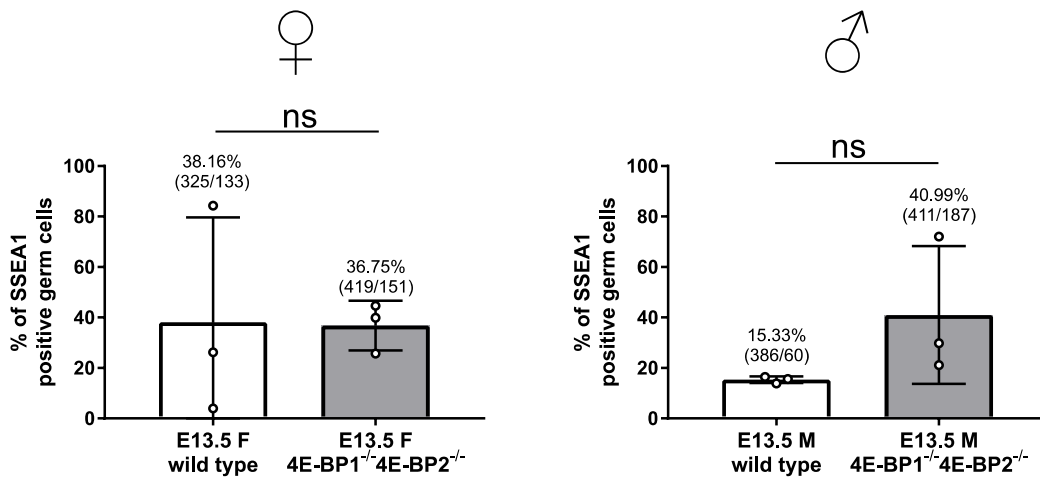 ♀
ns
38.16%
(325/133)
36.75%
(419/151)
100
80
60
40
20
0
% of SSEA1
positive germ cells
E13.5 F
wild type
E13.5 F
4E-BP1⁻/⁻4E-BP2⁻/⁻
♂
ns
40.99%
(411/187)
15.33%
(386/60)
100
80
60
40
20
0
% of SSEA1
positive germ cells
E13.5 M
wild type
E13.5 M
4E-BP1⁻/⁻4E-BP2⁻/⁻